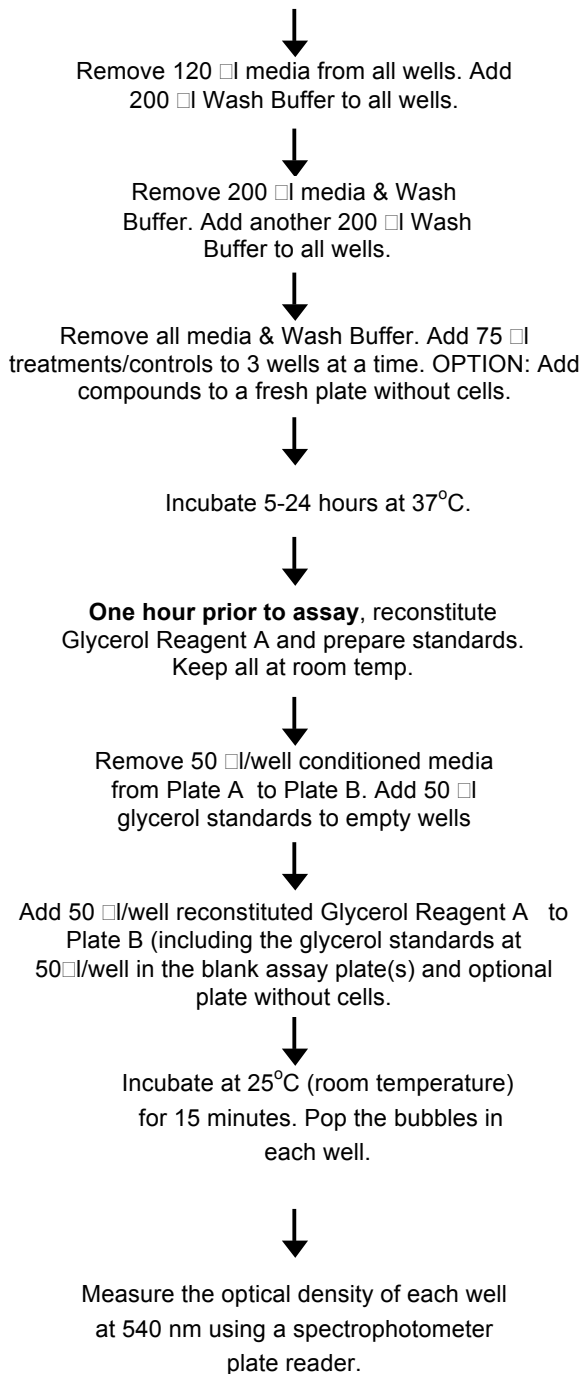 Remove 120 □l media from all wells. Add
200 □l Wash Buffer to all wells.
Remove 200 □l media & Wash
Buffer. Add another 200 □l Wash
Buffer to all wells.
Remove all media & Wash Buffer. Add 75 □l
treatments/controls to 3 wells at a time. OPTION: Add
compounds to a fresh plate without cells.
Incubate 5-24 hours at 37°C.
One hour prior to assay, reconstitute
Glycerol Reagent A and prepare standards.
Keep all at room temp.
Remove 50 □l/well conditioned media
from Plate A to Plate B. Add 50 □l
glycerol standards to empty wells
Add 50 □l/well reconstituted Glycerol Reagent A to
Plate B (including the glycerol standards at
50□l/well in the blank assay plate(s) and optional
plate without cells.
Incubate at 25°C (room temperature)
for 15 minutes. Pop the bubbles in
each well.
Measure the optical density of each well
at 540 nm using a spectrophotometer
plate reader.